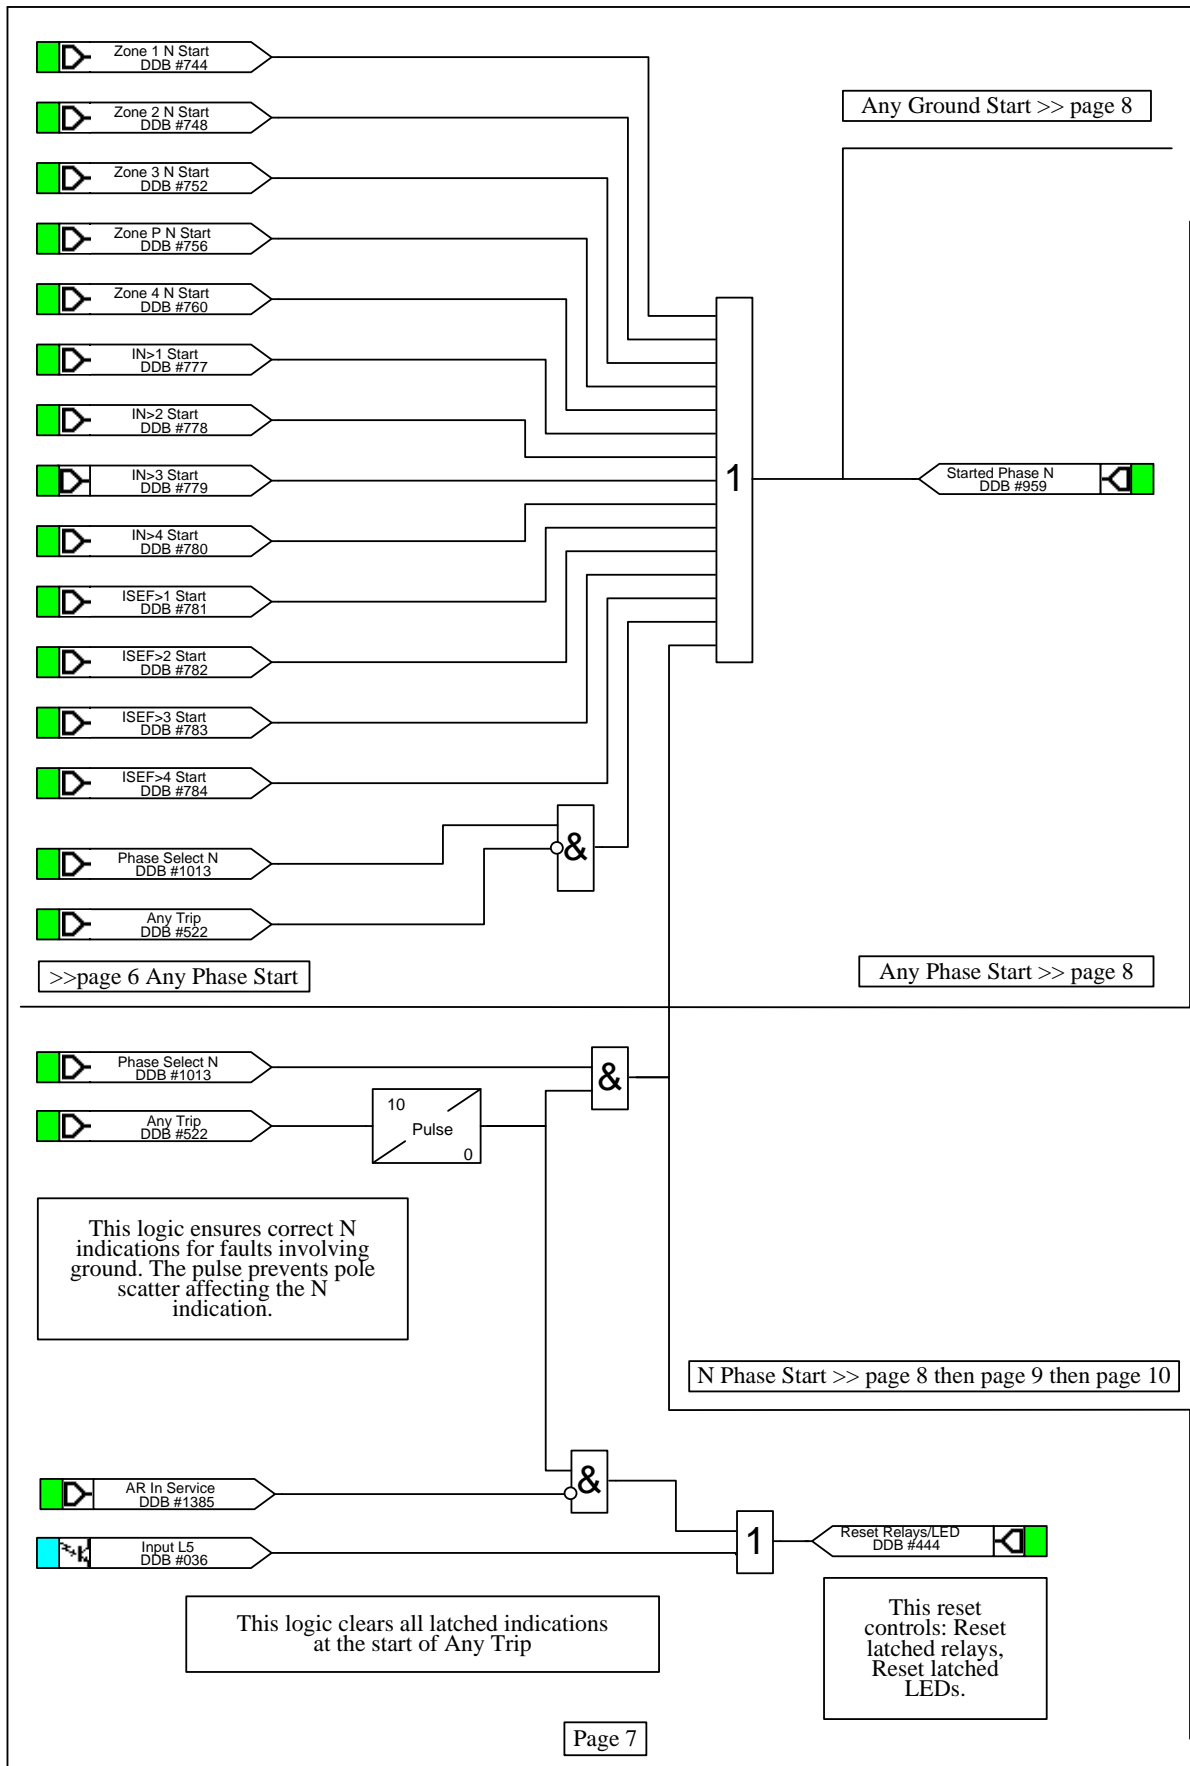 Zone 1 N Start
DDB #744
Any Ground Start >> page 8
Zone 2 N Start
DDB #748
Zone 3 N Start
DDB #752
Zone P N Start
DDB #756
Zone 4 N Start
DDB #760
IN>1 Start
DDB #777
IN>2 Start
DDB #778
IN>3 Start
DDB #779
1
Started Phase N
DDB #959
IN>4 Start
DDB #780
ISEF>1 Start
DDB #781
ISEF>2 Start
DDB #782
ISEF>3 Start
DDB #783
ISEF>4 Start
DDB #784
&
Phase Select N
DDB #1013
Any Trip
DDB #522
>>page 6 Any Phase Start
Any Phase Start >> page 8
Phase Select N
DDB #1013
&
Any Trip
DDB #522
10
Pulse
0
This logic ensures correct N
indications for faults involving
ground. The pulse prevents pole
scatter affecting the N
indication.
N Phase Start >> page 8 then page 9 then page 10
&
AR In Service
DDB #1385
Input L5
DDB #036
1
Reset Relays/LED
DDB #444
This logic clears all latched indications
at the start of Any Trip
This reset
controls: Reset
latched relays,
Reset latched
LEDs.
Page 7